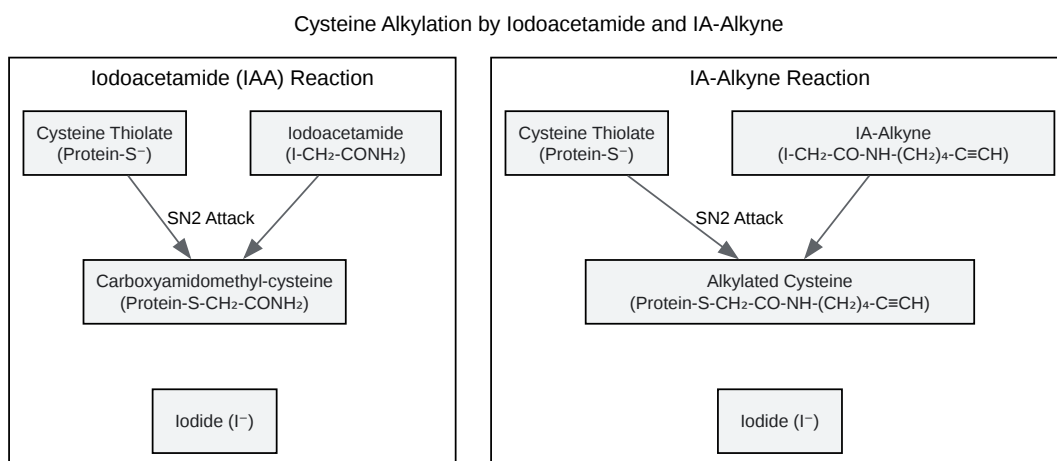 Cysteine Alkylation by Iodoacetamide and IA-Alkyne
Iodoacetamide (IAA) Reaction
Cysteine Thiolate
(Protein-S⁻)
Iodoacetamide
(I-CH₂-CONH₂)
SN2 Attack
Carboxyamidomethyl-cysteine
(Protein-S-CH₂-CONH₂)
Iodide (I⁻)
IA-Alkyne Reaction
Cysteine Thiolate
(Protein-S⁻)
IA-Alkyne
(I-CH₂-CO-NH-(CH₂)₄-C≡CH)
SN2 Attack
Alkylated Cysteine
(Protein-S-CH₂-CO-NH-(CH₂)₄-C≡CH)
Iodide (I⁻)